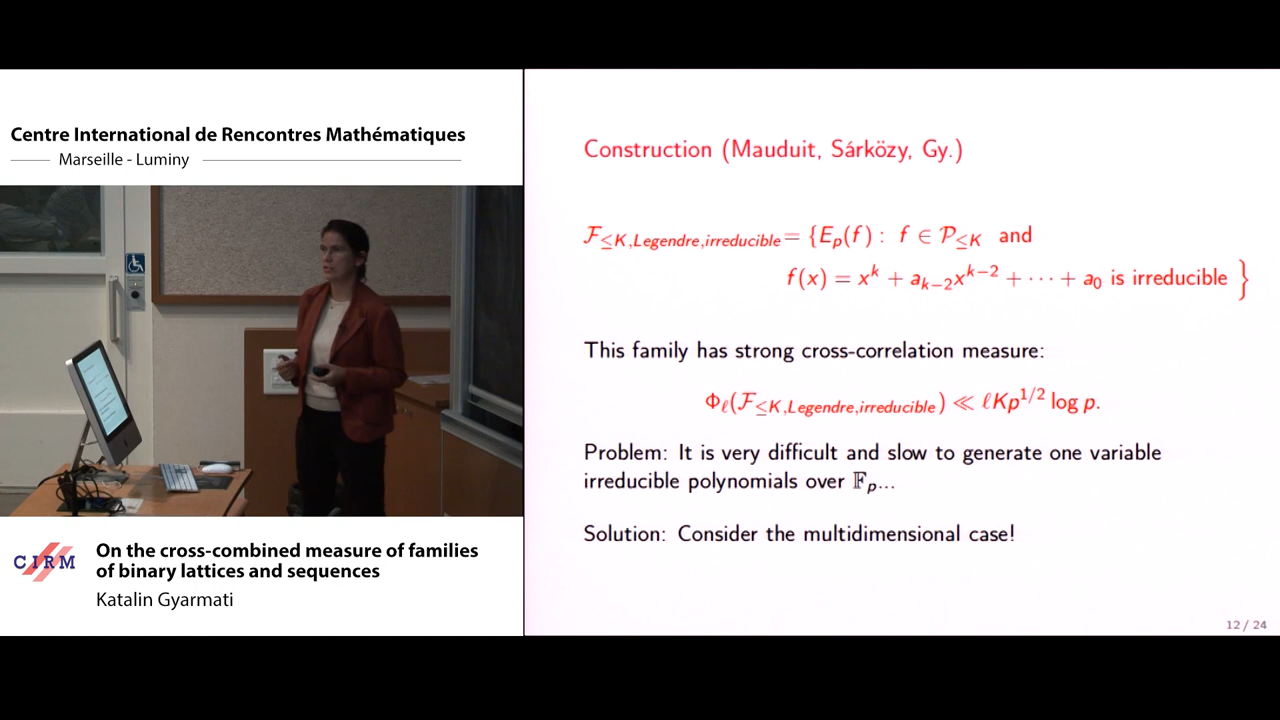 Centre International de Rencontres Mathématiques
Marseille - Luminy
CIRM
On the cross-combined measure of families
of binary lattices and sequences
Katalin Gyarmati
Construction (Mauduit, Sárközy, Gy.)
ℱ≤K,Legendre,irreducible = {E_p(f) : f ∈ 𝒫≤K and
f(x) = x^k + a_{k−2}x^{k−2} + ⋯ + a_0 is irreducible }
This family has strong cross-correlation measure:
Φ_ℓ(ℱ≤K,Legendre,irreducible) ≪ ℓKp^{1/2} log p.
Problem: It is very difficult and slow to generate one variable
irreducible polynomials over 𝔽_p...
Solution: Consider the multidimensional case!
12 / 24